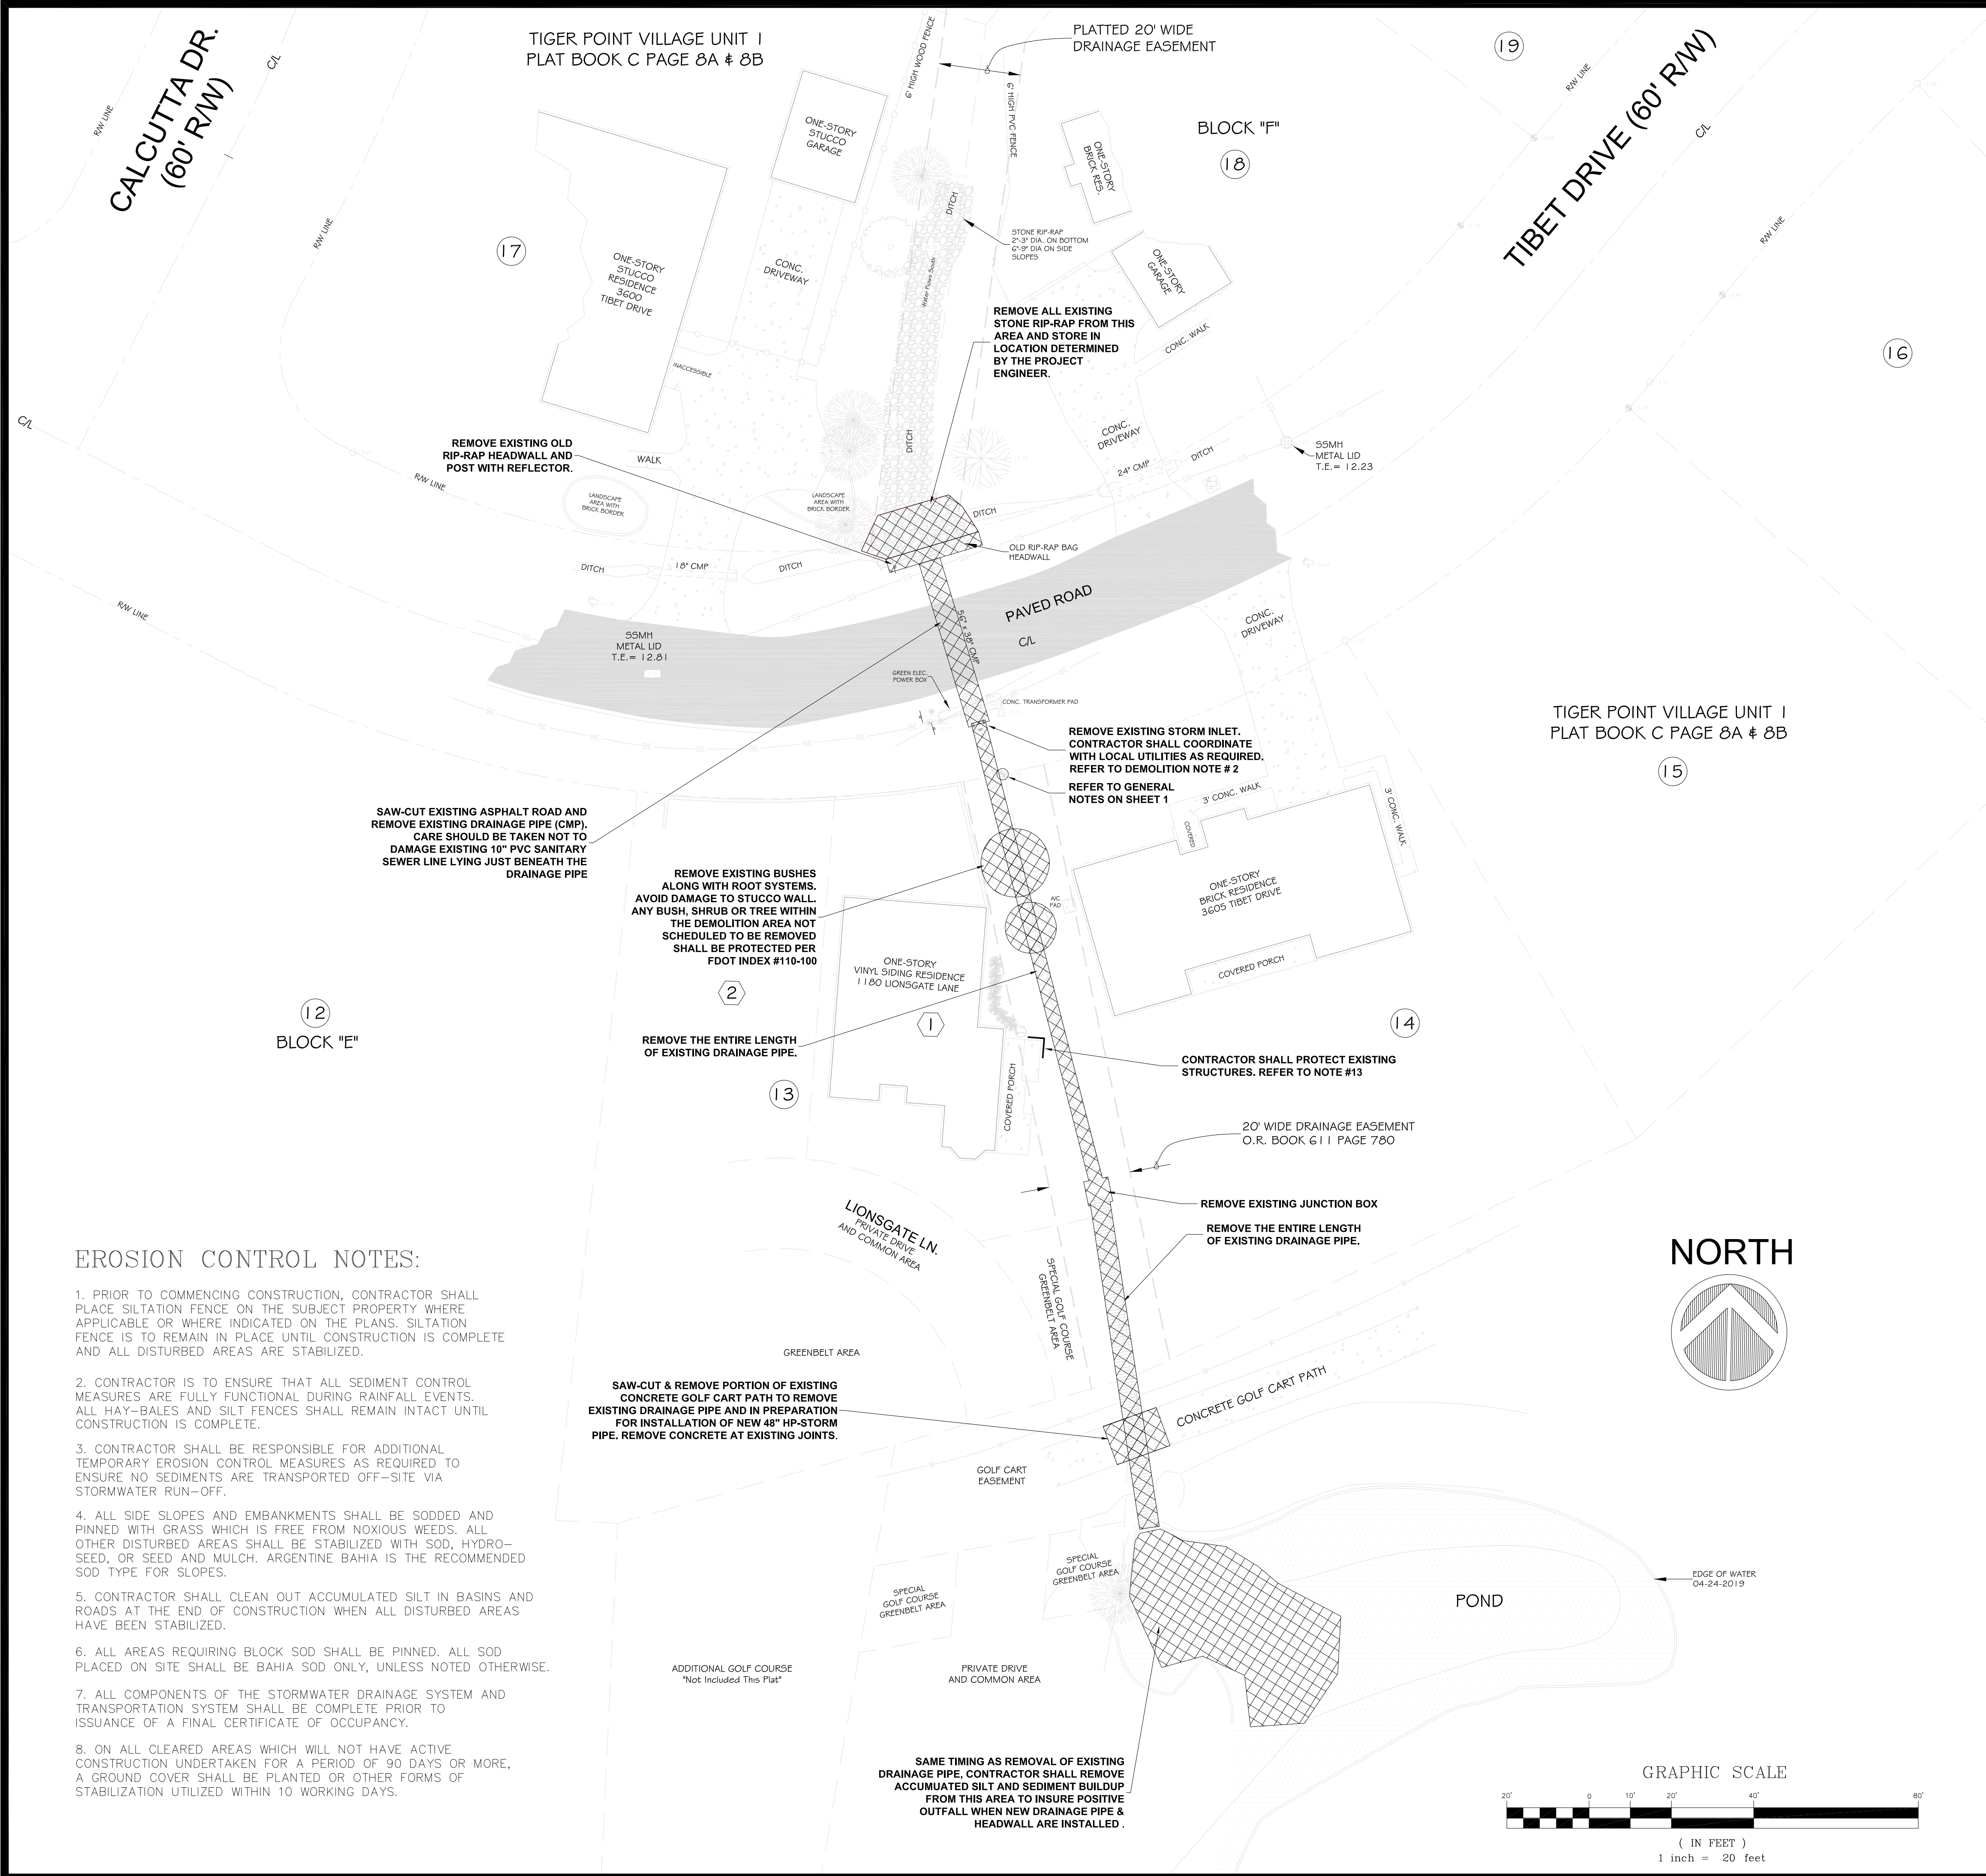 CALCUTTA DR.
(60' R/W)
C/L
R/W LINE
R/W LINE
TIGER POINT VILLAGE UNIT 1
PLAT BOOK C PAGE 8A & 8B
6' HIGH WOOD FENCE
PLATTED 20' WIDE
DRAINAGE EASEMENT
6' HIGH PVC FENCE
19
TIBET DRIVE (60' R/W)
R/W LINE
C/L
R/W LINE
BLOCK "F"
18
ONE-STORY
STUCCO
GARAGE
ONE-STORY
BRICK RES.
DITCH
STONE RIP-RAP
2"-3" DIA. ON BOTTOM
6"-9" DIA ON SIDE
SLOPES
17
ONE-STORY
STUCCO
RESIDENCE
3600
TIBET DRIVE
CONC.
DRIVEWAY
Water Flows South
ONE-STORY
GARAGE
CONC. WALK
16
REMOVE ALL EXISTING
STONE RIP-RAP FROM THIS
AREA AND STORE IN
LOCATION DETERMINED
BY THE PROJECT
ENGINEER.
INACCESSIBLE
C/L
REMOVE EXISTING OLD
RIP-RAP HEADWALL AND
POST WITH REFLECTOR.
WALK
DITCH
CONC.
DRIVEWAY
24" CMP
DITCH
SSMH
METAL LID
T.E.= 12.23
R/W LINE
LANDSCAPE
AREA WITH
BRICK BORDER
LANDSCAPE
AREA WITH
BRICK BORDER
DITCH
OLD RIP-RAP BAG
HEADWALL
DITCH
18" CMP
DITCH
R/W LINE
PAVED ROAD
C/L
56" x 38" CMP
CONC.
DRIVEWAY
SSMH
METAL LID
T.E.= 12.81
GREEN ELEC.
POWER BOX
CONC. TRANSFORMER PAD
REMOVE EXISTING STORM INLET.
CONTRACTOR SHALL COORDINATE
WITH LOCAL UTILITIES AS REQUIRED.
REFER TO DEMOLITION NOTE # 2
REFER TO GENERAL
NOTES ON SHEET 1
TIGER POINT VILLAGE UNIT 1
PLAT BOOK C PAGE 8A & 8B
15
SAW-CUT EXISTING ASPHALT ROAD AND
REMOVE EXISTING DRAINAGE PIPE (CMP).
CARE SHOULD BE TAKEN NOT TO
DAMAGE EXISTING 10" PVC SANITARY
SEWER LINE LYING JUST BENEATH THE
DRAINAGE PIPE
3' CONC. WALK
3' CONC. WALK
COVERED
REMOVE EXISTING BUSHES
ALONG WITH ROOT SYSTEMS.
AVOID DAMAGE TO STUCCO WALL.
ANY BUSH, SHRUB OR TREE WITHIN
THE DEMOLITION AREA NOT
SCHEDULED TO BE REMOVED
SHALL BE PROTECTED PER
FDOT INDEX #110-100
A/C
PAD
ONE-STORY
BRICK RESIDENCE
3605 TIBET DRIVE
COVERED PORCH
ONE-STORY
VINYL SIDING RESIDENCE
1180 LIONSGATE LANE
2
1
12
BLOCK "E"
14
REMOVE THE ENTIRE LENGTH
OF EXISTING DRAINAGE PIPE.
CONTRACTOR SHALL PROTECT EXISTING
STRUCTURES. REFER TO NOTE #13
13
COVERED PORCH
20' WIDE DRAINAGE EASEMENT
O.R. BOOK 611 PAGE 780
REMOVE EXISTING JUNCTION BOX
REMOVE THE ENTIRE LENGTH
OF EXISTING DRAINAGE PIPE.
LIONSGATE LN.
PRIVATE DRIVE
AND COMMON AREA
SPECIAL GOLF COURSE
GREENBELT AREA
NORTH
GREENBELT AREA
SAW-CUT & REMOVE PORTION OF EXISTING
CONCRETE GOLF CART PATH TO REMOVE
EXISTING DRAINAGE PIPE AND IN PREPARATION
FOR INSTALLATION OF NEW 48" HP-STORM
PIPE. REMOVE CONCRETE AT EXISTING JOINTS.
CONCRETE GOLF CART PATH
GOLF CART
EASEMENT
SPECIAL
GOLF COURSE
GREENBELT AREA
SPECIAL
GOLF COURSE
GREENBELT AREA
POND
EDGE OF WATER
04-24-2019
ADDITIONAL GOLF COURSE
"Not Included This Plat"
PRIVATE DRIVE
AND COMMON AREA
SAME TIMING AS REMOVAL OF EXISTING
DRAINAGE PIPE, CONTRACTOR SHALL REMOVE
ACCUMUATED SILT AND SEDIMENT BUILDUP
FROM THIS AREA TO INSURE POSITIVE
OUTFALL WHEN NEW DRAINAGE PIPE &
HEADWALL ARE INSTALLED .
EROSION CONTROL NOTES:
1. PRIOR TO COMMENCING CONSTRUCTION, CONTRACTOR SHALL
PLACE SILTATION FENCE ON THE SUBJECT PROPERTY WHERE
APPLICABLE OR WHERE INDICATED ON THE PLANS. SILTATION
FENCE IS TO REMAIN IN PLACE UNTIL CONSTRUCTION IS COMPLETE
AND ALL DISTURBED AREAS ARE STABILIZED.
2. CONTRACTOR IS TO ENSURE THAT ALL SEDIMENT CONTROL
MEASURES ARE FULLY FUNCTIONAL DURING RAINFALL EVENTS.
ALL HAY-BALES AND SILT FENCES SHALL REMAIN INTACT UNTIL
CONSTRUCTION IS COMPLETE.
3. CONTRACTOR SHALL BE RESPONSIBLE FOR ADDITIONAL
TEMPORARY EROSION CONTROL MEASURES AS REQUIRED TO
ENSURE NO SEDIMENTS ARE TRANSPORTED OFF-SITE VIA
STORMWATER RUN-OFF.
4. ALL SIDE SLOPES AND EMBANKMENTS SHALL BE SODDED AND
PINNED WITH GRASS WHICH IS FREE FROM NOXIOUS WEEDS. ALL
OTHER DISTURBED AREAS SHALL BE STABILIZED WITH SOD, HYDRO-
SEED, OR SEED AND MULCH. ARGENTINE BAHIA IS THE RECOMMENDED
SOD TYPE FOR SLOPES.
5. CONTRACTOR SHALL CLEAN OUT ACCUMULATED SILT IN BASINS AND
ROADS AT THE END OF CONSTRUCTION WHEN ALL DISTURBED AREAS
HAVE BEEN STABILIZED.
6. ALL AREAS REQUIRING BLOCK SOD SHALL BE PINNED. ALL SOD
PLACED ON SITE SHALL BE BAHIA SOD ONLY, UNLESS NOTED OTHERWISE.
7. ALL COMPONENTS OF THE STORMWATER DRAINAGE SYSTEM AND
TRANSPORTATION SYSTEM SHALL BE COMPLETE PRIOR TO
ISSUANCE OF A FINAL CERTIFICATE OF OCCUPANCY.
8. ON ALL CLEARED AREAS WHICH WILL NOT HAVE ACTIVE
CONSTRUCTION UNDERTAKEN FOR A PERIOD OF 90 DAYS OR MORE,
A GROUND COVER SHALL BE PLANTED OR OTHER FORMS OF
STABILIZATION UTILIZED WITHIN 10 WORKING DAYS.
GRAPHIC SCALE
20' 0 10' 20' 40' 80'
( IN FEET )
1 inch = 20 feet